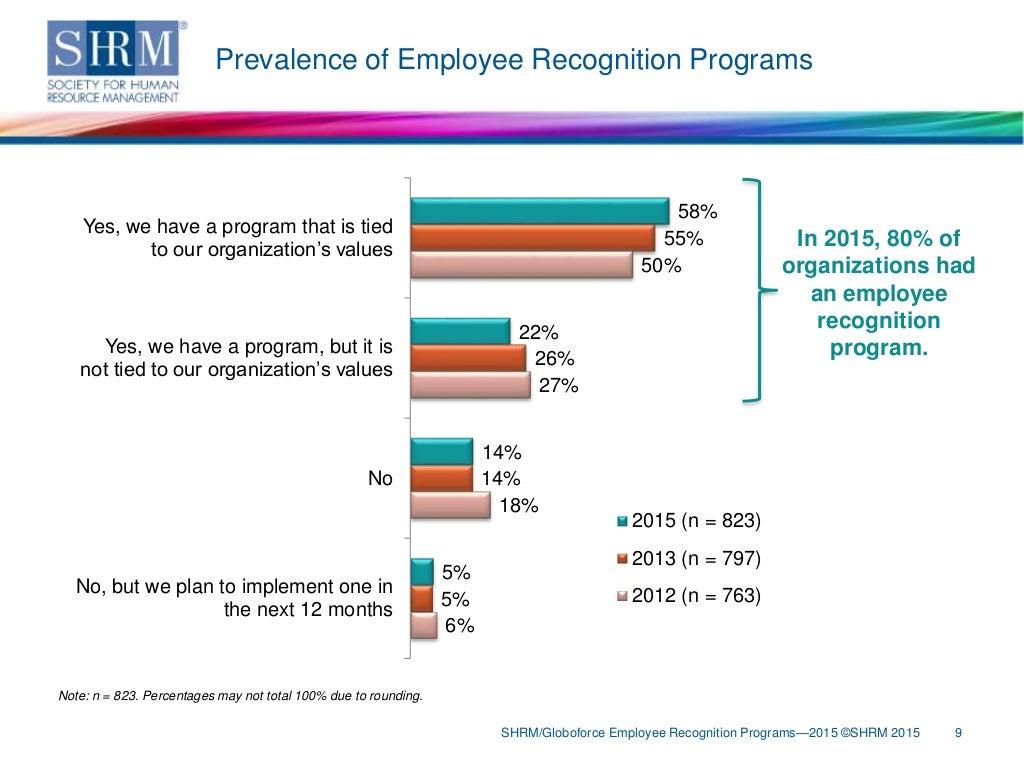 SHRM®
SOCIETY FOR HUMAN
RESOURCE MANAGEMENT
Prevalence of Employee Recognition Programs
Yes, we have a program that is tied
to our organization’s values
58%
55%
50%
In 2015, 80% of
organizations had
an employee
recognition
program.
Yes, we have a program, but it is
not tied to our organization’s values
22%
26%
27%
No
14%
14%
18%
2015 (n = 823)
2013 (n = 797)
2012 (n = 763)
No, but we plan to implement one in
the next 12 months
5%
5%
6%
Note: n = 823. Percentages may not total 100% due to rounding.
SHRM/Globoforce Employee Recognition Programs—2015 ©SHRM 2015 9